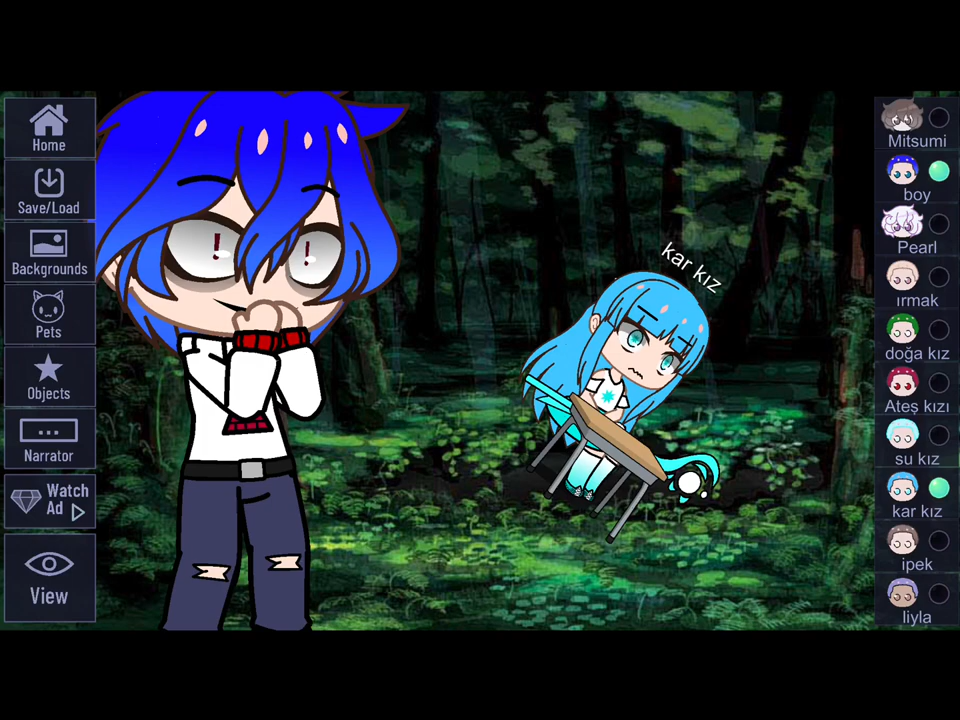 Home
Save/Load
Backgrounds
Pets
Objects
...
Narrator
Watch
Ad
View
kar kız
Mitsumi
boy
Pearl
ırmak
doğa kız
Ateş kızı
su kız
kar kız
ipek
liyla